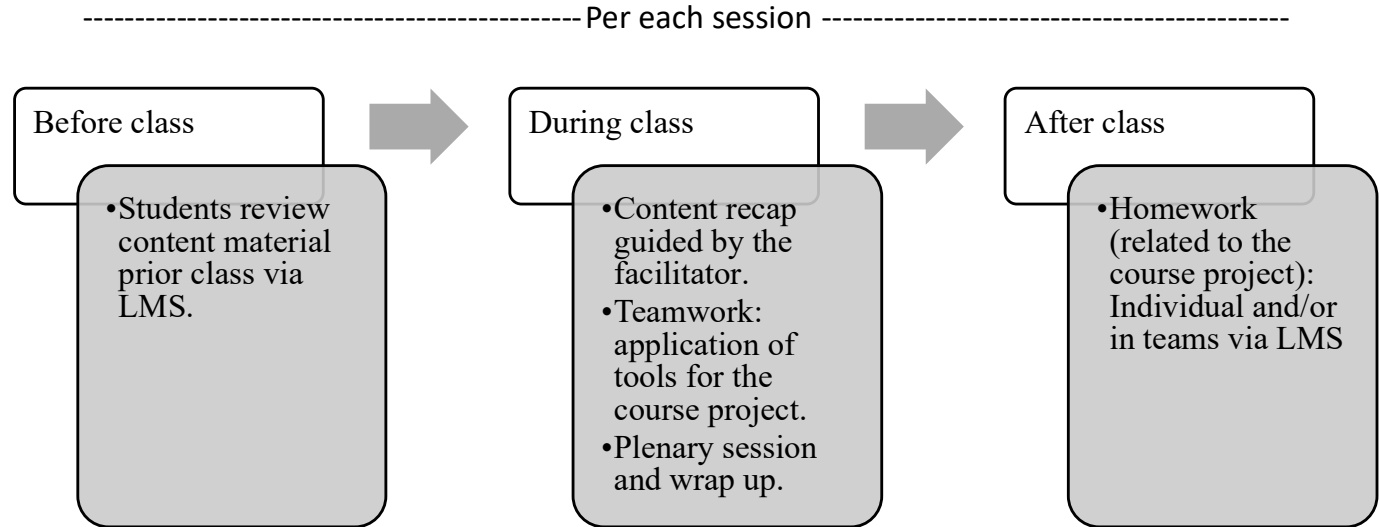 --------------------------------------Per each session ------------------------------------
Before class
•Students review
content material
prior class via
LMS.
During class
•Content recap
guided by the
facilitator.
•Teamwork:
application of
tools for the
course project.
•Plenary session
and wrap up.
After class
•Homework
(related to the
course project):
Individual and/or
in teams via LMS